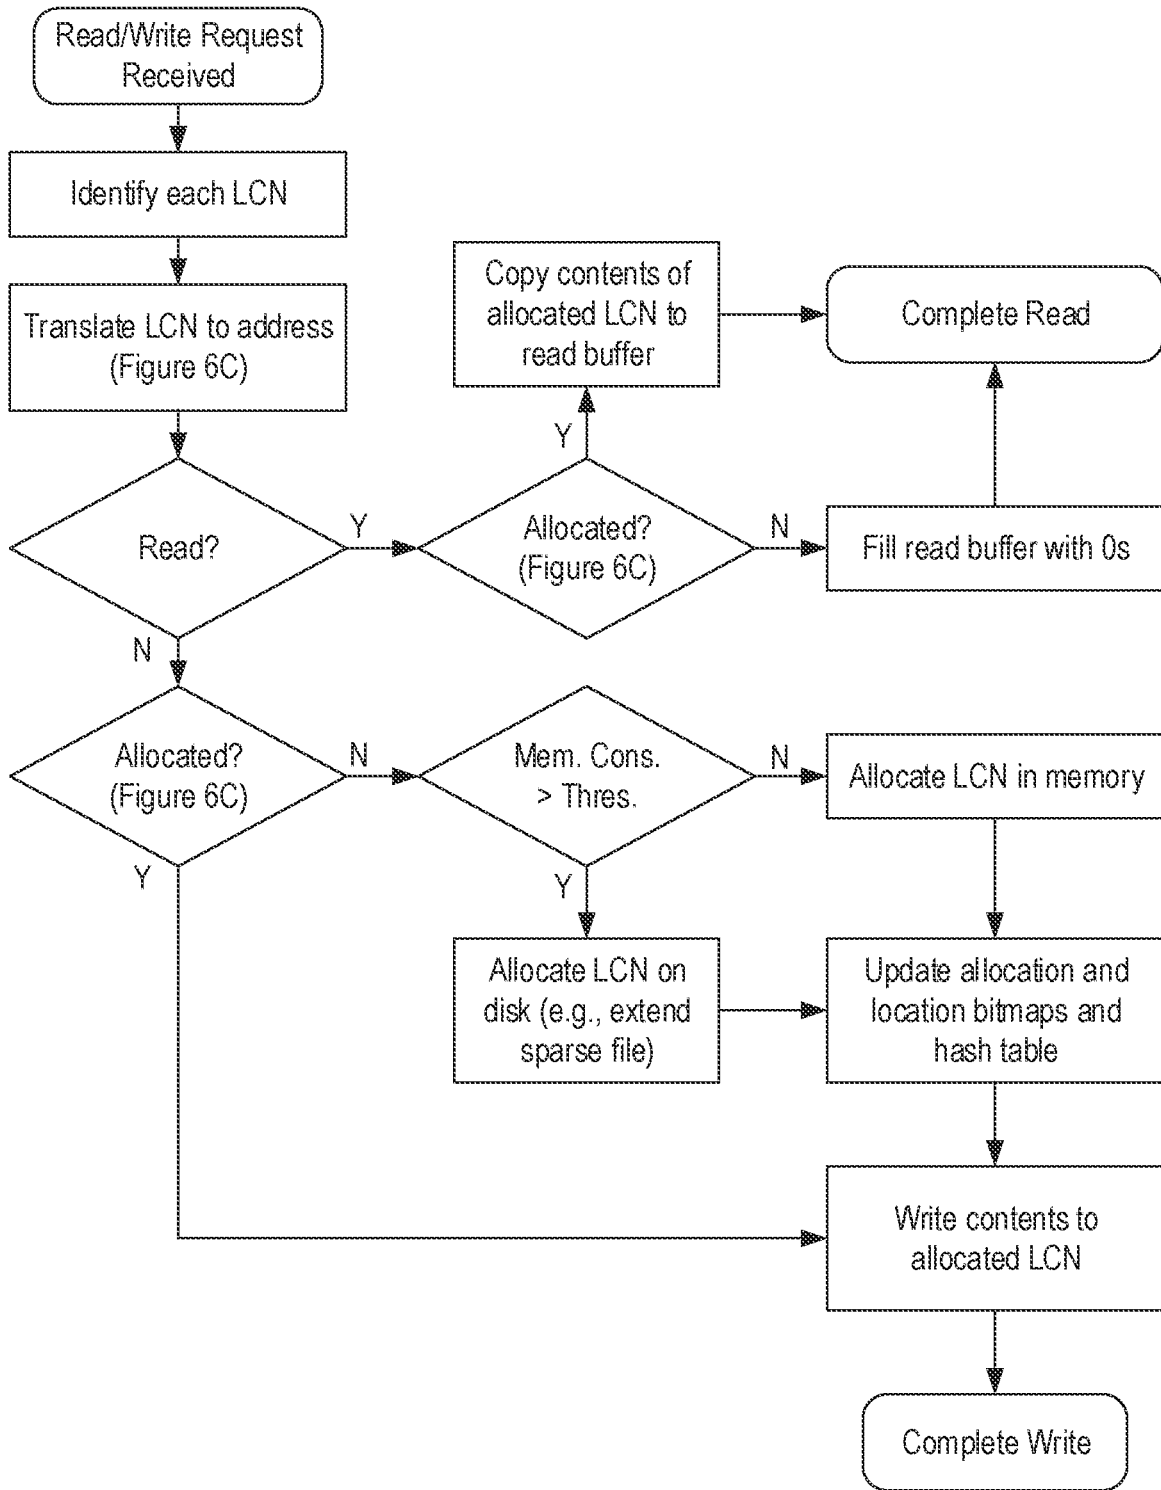 Read/Write Request
Received
Identify each LCN
Translate LCN to address
(Figure 6C)
Copy contents of
allocated LCN to
read buffer
Complete Read
Y
Read?
Y
Allocated?
(Figure 6C)
N
Fill read buffer with 0s
N
Allocated?
(Figure 6C)
N
Mem. Cons.
> Thres.
N
Allocate LCN in memory
Y
Y
Allocate LCN on
disk (e.g., extend
sparse file)
Update allocation and
location bitmaps and
hash table
Write contents to
allocated LCN
Complete Write